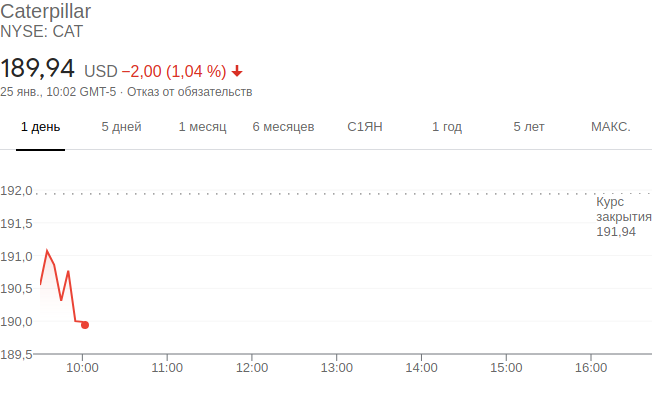 Caterpillar
NYSE: CAT
189,94 USD −2,00 (1,04 %)
25 янв., 10:02 GMT-5 · Отказ от обязательств
1 день 5 дней 1 месяц 6 месяцев С1ЯН 1 год 5 лет МАКС.
192,0
Курс
закрытия
191,94
191,5
191,0
190,5
190,0
189,5
10:00 11:00 12:00 13:00 14:00 15:00 16:00